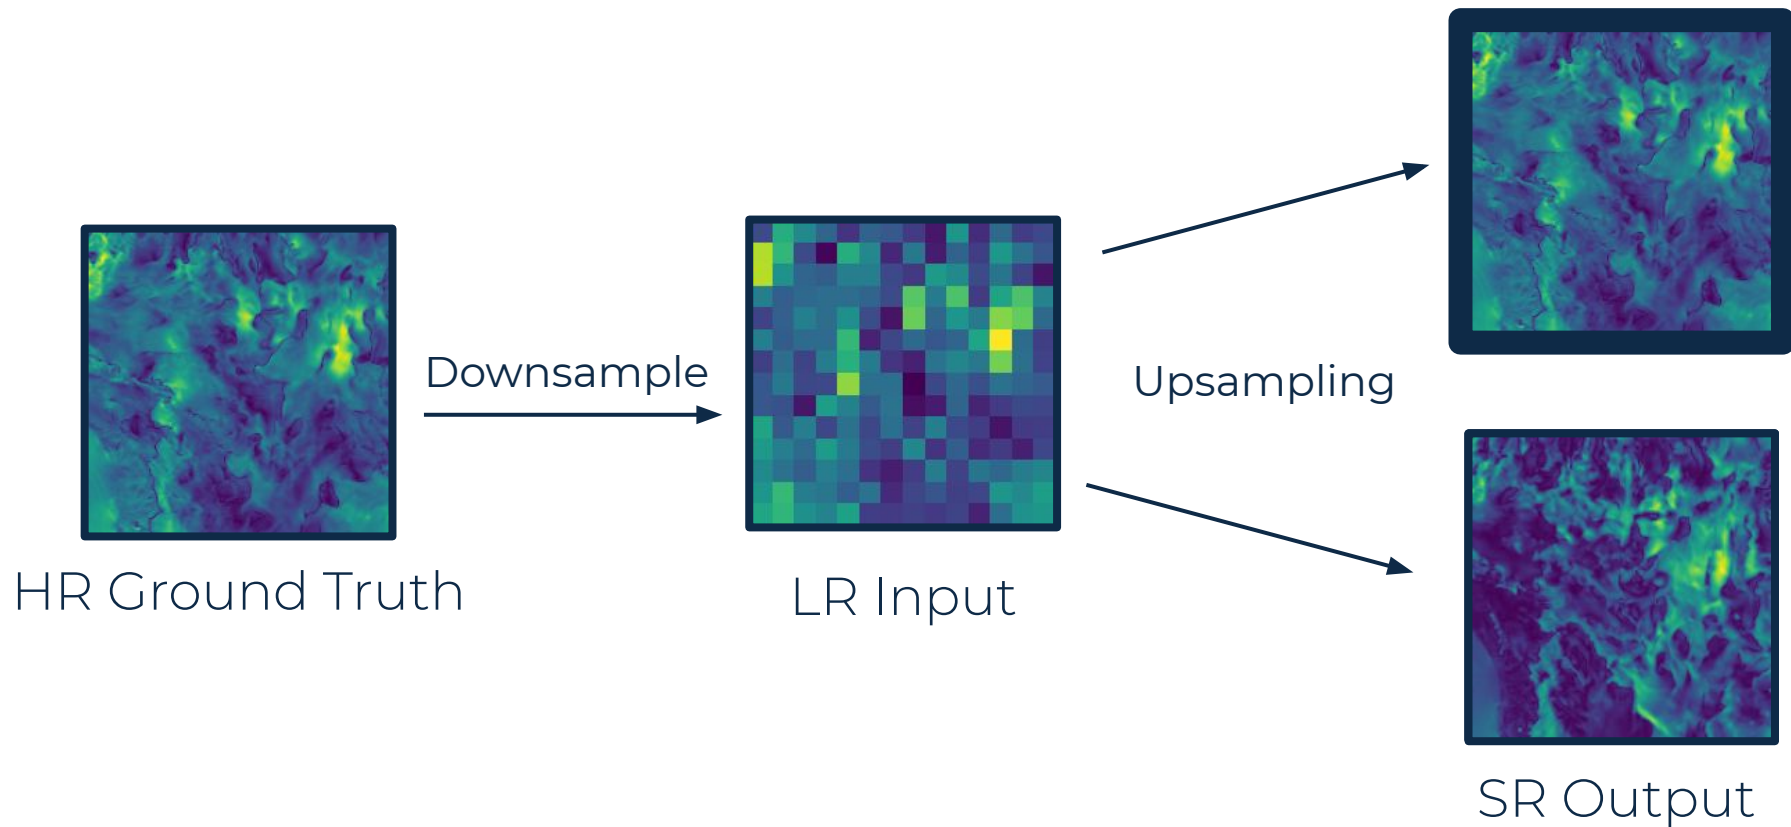 Downsample
HR Ground Truth
LR Input
Upsampling
SR Output